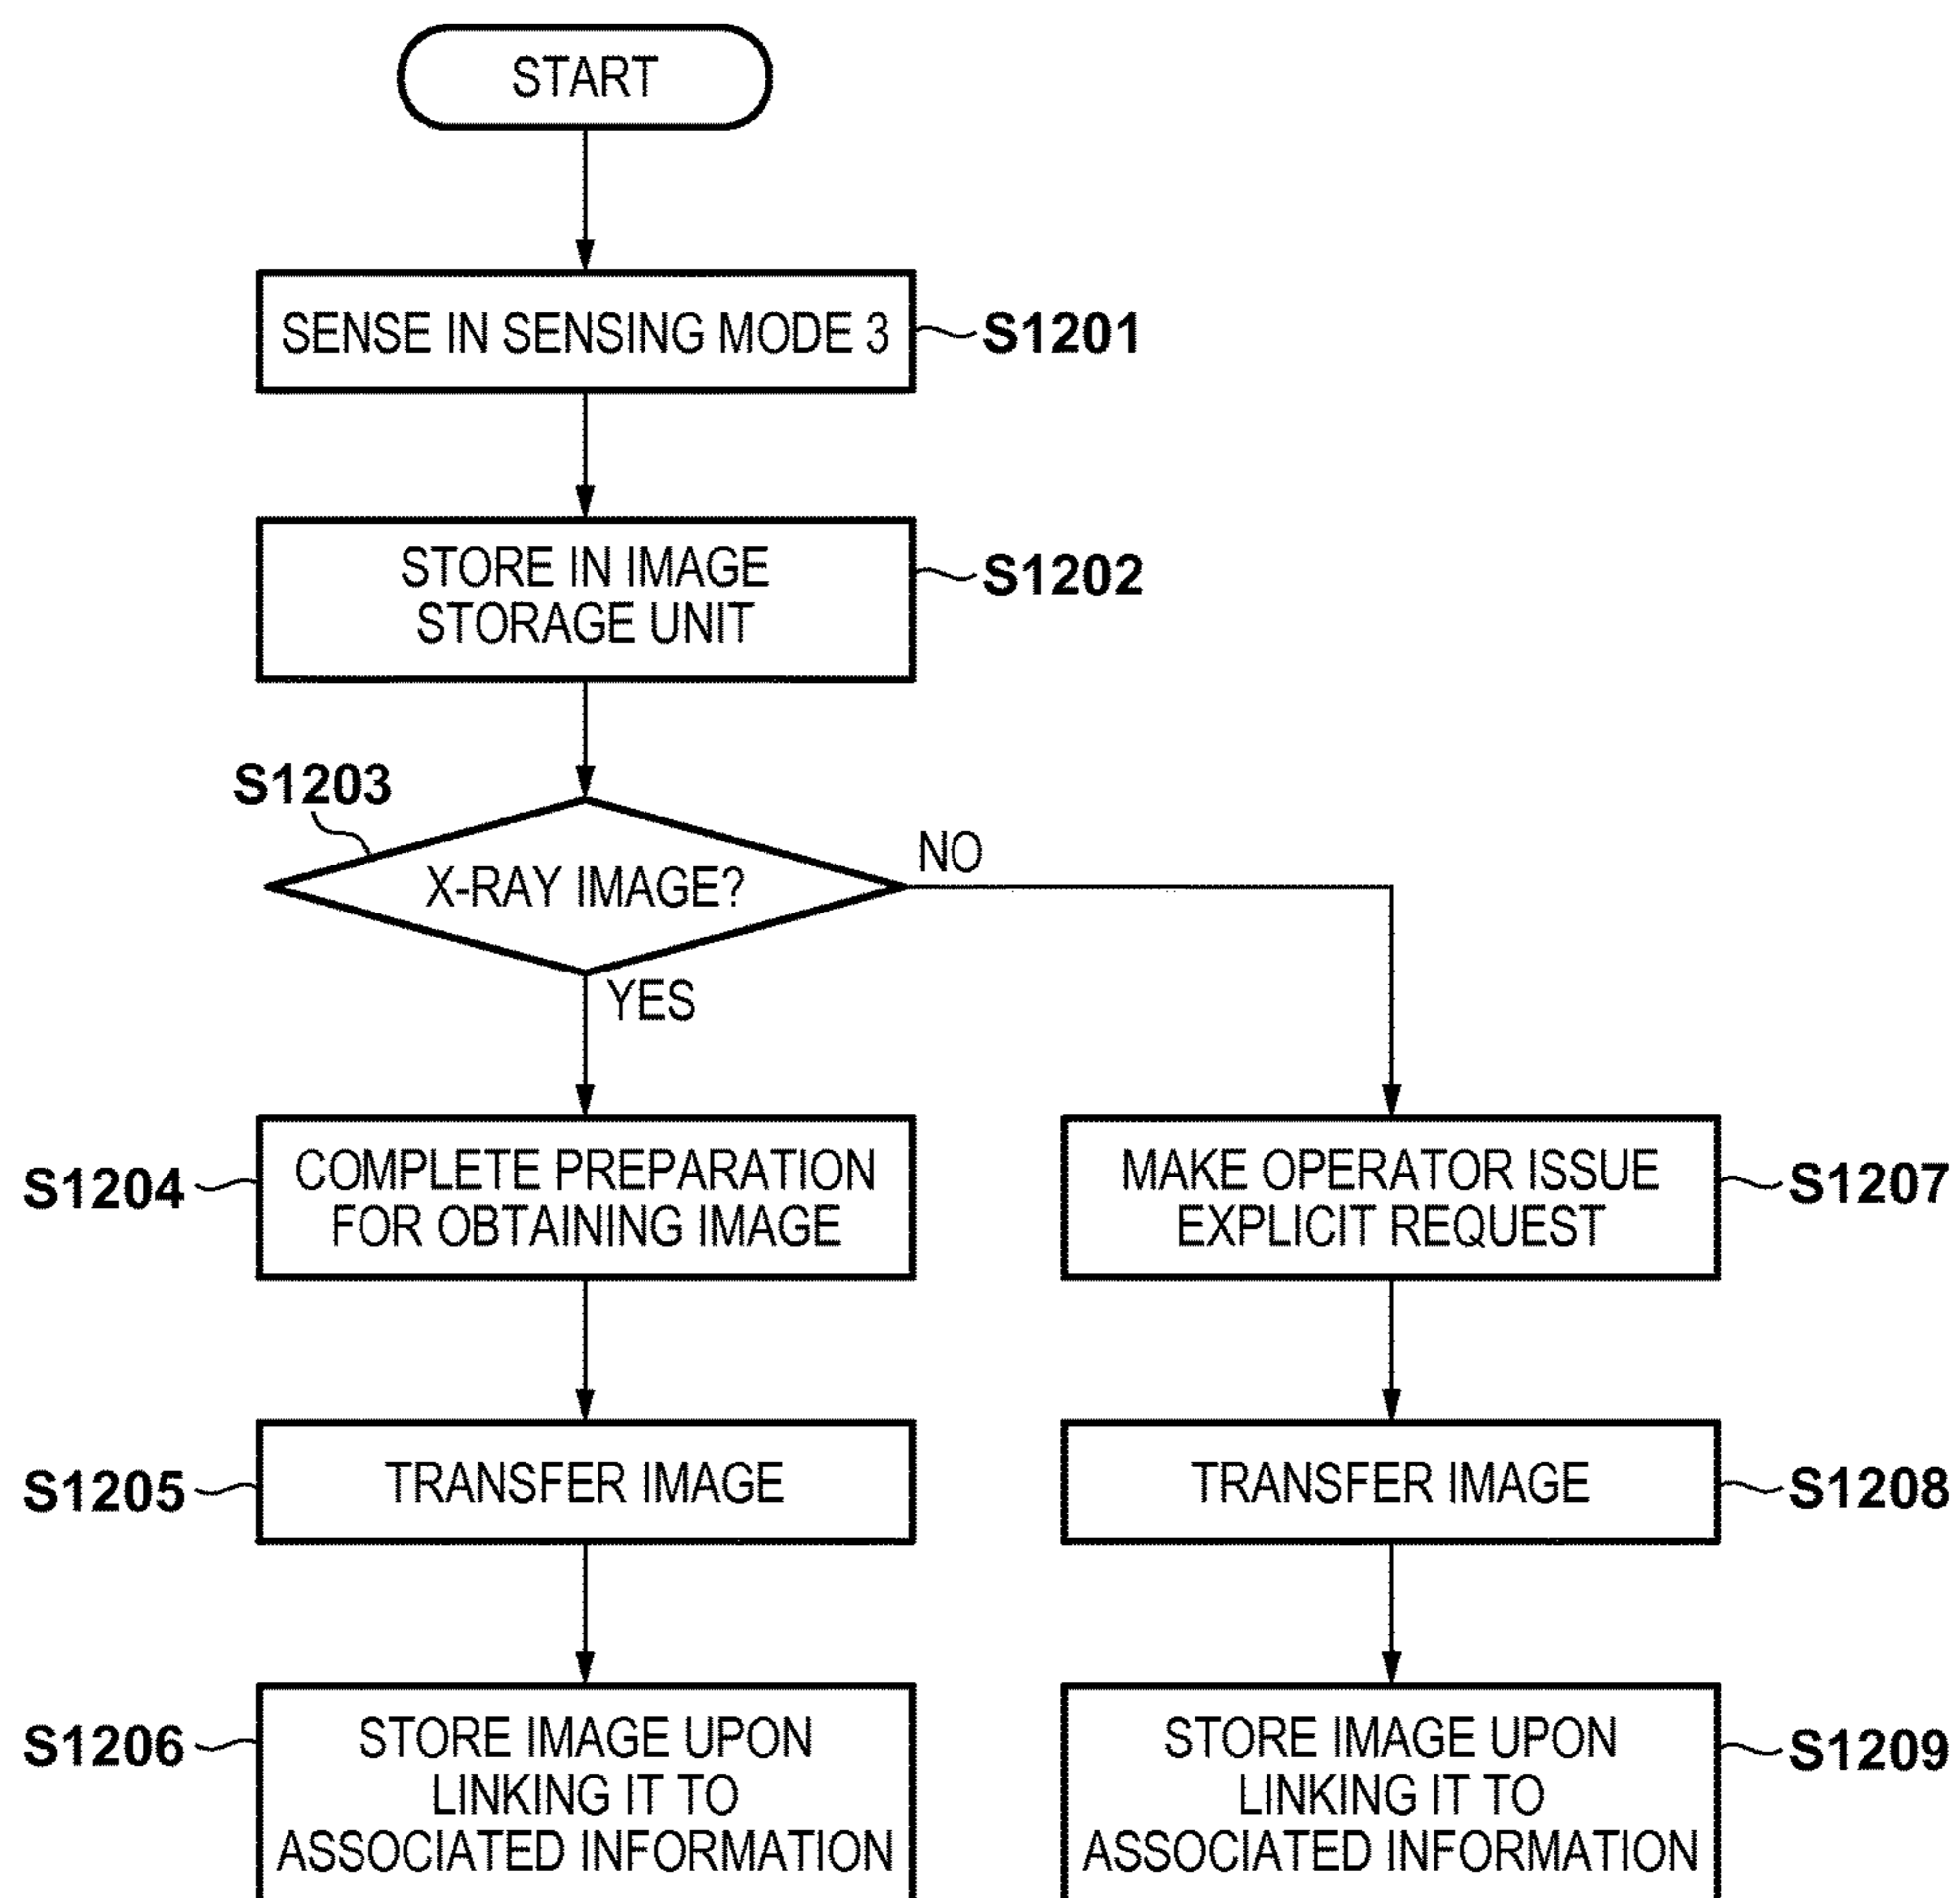 START
SENSE IN SENSING MODE 3
S1201
STORE IN IMAGE
STORAGE UNIT
S1202
S1203
X-RAY IMAGE?
NO
YES
S1204
COMPLETE PREPARATION
FOR OBTAINING IMAGE
MAKE OPERATOR ISSUE
EXPLICIT REQUEST
S1207
S1205
TRANSFER IMAGE
TRANSFER IMAGE
S1208
S1206
STORE IMAGE UPON
LINKING IT TO
ASSOCIATED INFORMATION
STORE IMAGE UPON
LINKING IT TO
ASSOCIATED INFORMATION
S1209